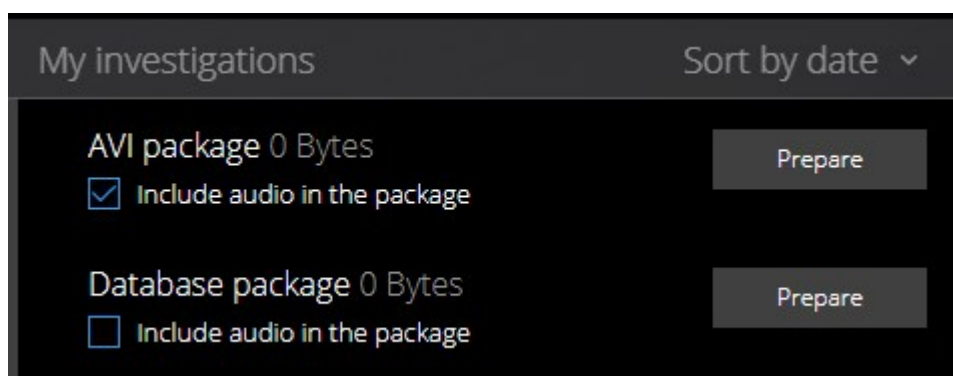 My investigations Sort by date
AVI package 0 Bytes Prepare
Include audio in the package
Database package 0 Bytes Prepare
Include audio in the package